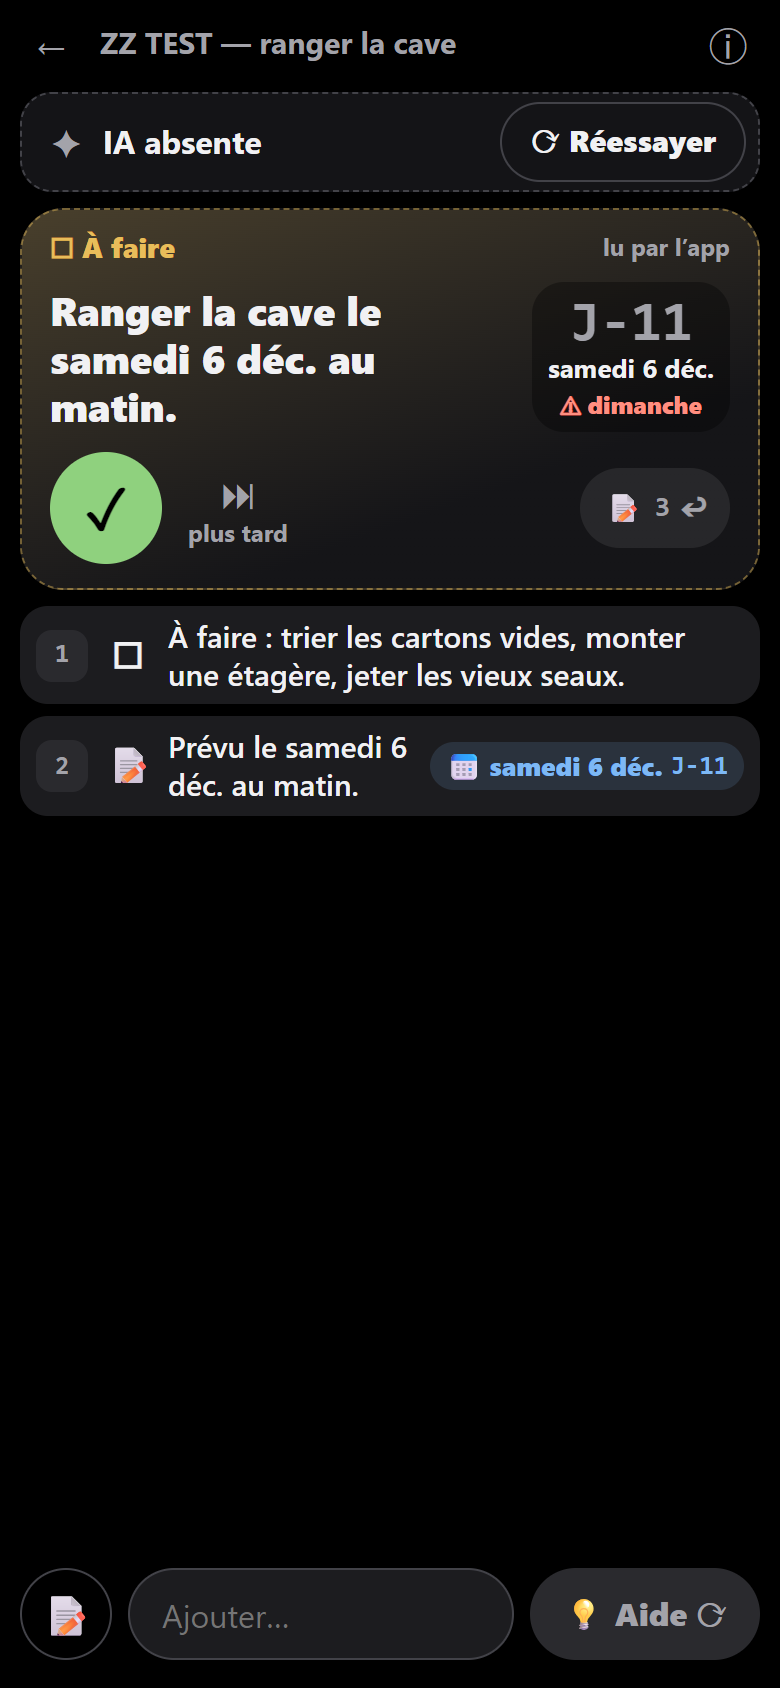 ← ZZ TEST — ranger la cave ⓘ
✦ IA absente
⟳ Réessayer
☐ À faire
lu par l’app
Ranger la cave le
samedi 6 déc. au
matin.
J-11
samedi 6 déc.
⚠ dimanche
✓
⏭
plus tard
📝 3 ↩
1 ☐ À faire : trier les cartons vides, monter
une étagère, jeter les vieux seaux.
2 📝 Prévu le samedi 6
déc. au matin.
📅 samedi 6 déc. J-11
📝 Ajouter…
💡 Aide ⟳